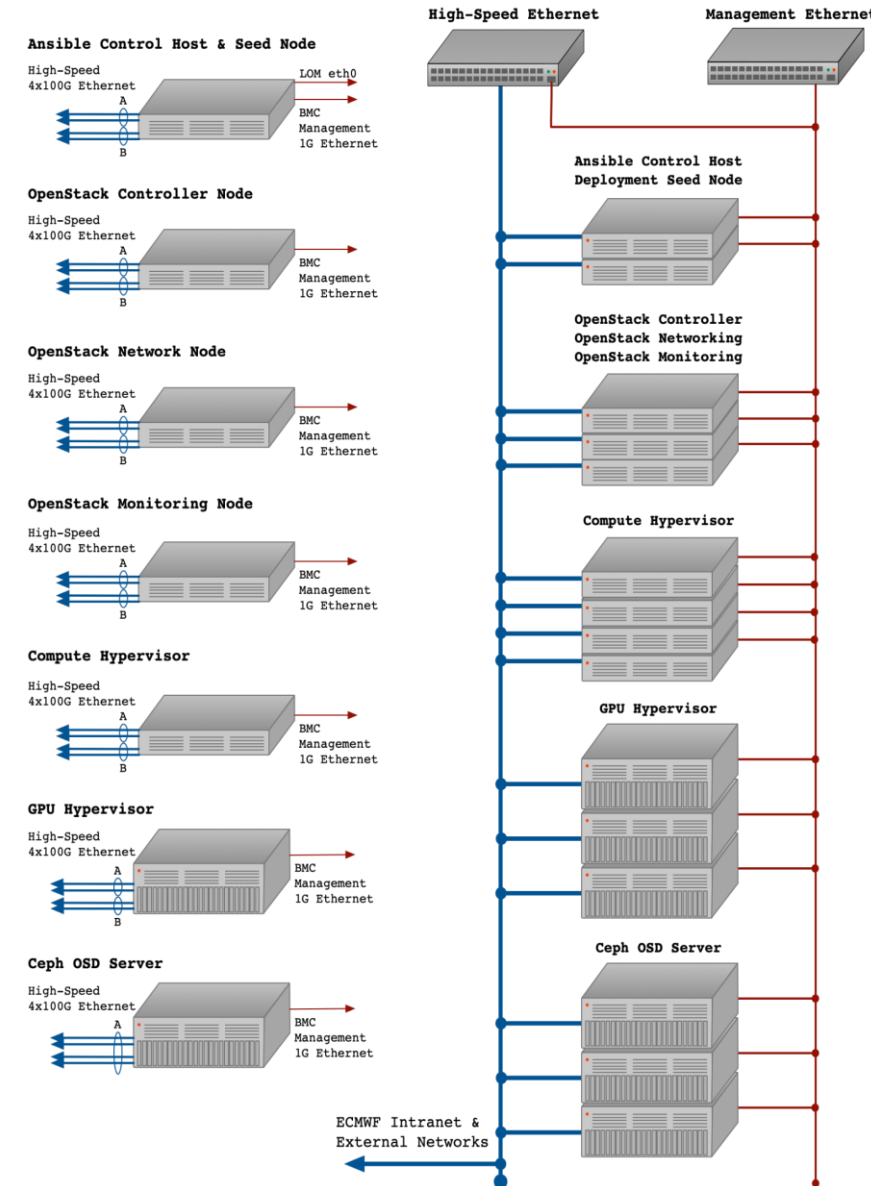 High-Speed Ethernet
Management Ethernet
Ansible Control Host & Seed Node
High-Speed
4x100G Ethernet
A
B
LOM eth0
BMC
Management
1G Ethernet
Ansible Control Host
Deployment Seed Node
OpenStack Controller Node
High-Speed
4x100G Ethernet
A
B
BMC
Management
1G Ethernet
OpenStack Controller
OpenStack Networking
OpenStack Monitoring
OpenStack Network Node
High-Speed
4x100G Ethernet
A
B
BMC
Management
1G Ethernet
OpenStack Monitoring Node
High-Speed
4x100G Ethernet
A
B
BMC
Management
1G Ethernet
Compute Hypervisor
Compute Hypervisor
High-Speed
4x100G Ethernet
A
B
BMC
Management
1G Ethernet
GPU Hypervisor
GPU Hypervisor
High-Speed
4x100G Ethernet
A
B
BMC
Management
1G Ethernet
Ceph OSD Server
Ceph OSD Server
High-Speed
4x100G Ethernet
A
BMC
Management
1G Ethernet
ECMWF Intranet &
External Networks